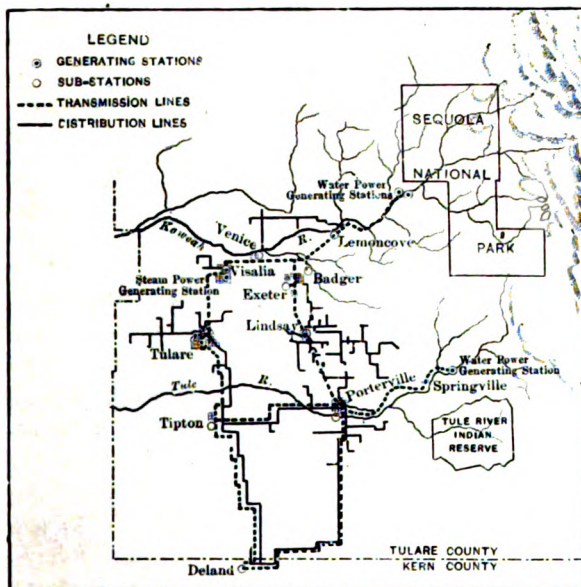 LEGEND
GENERATING STATIONS
SUB-STATIONS
TRANSMISSION LINES
DISTRIBUTION LINES
SEQUOLA
NATIONAL
PARK
Water Power
Generating Stations
Kaweah
R.
Venice
Lemoncove
Steam Power
Generating Station
Visalia
Badger
Exeter
Lindsay
Tulare
Water Power
Generating Station
Springville
Tule
R.
Porterville
Tipton
TULE RIVER
INDIAN
RESERVE
Deland
TULARE COUNTY
KERN COUNTY